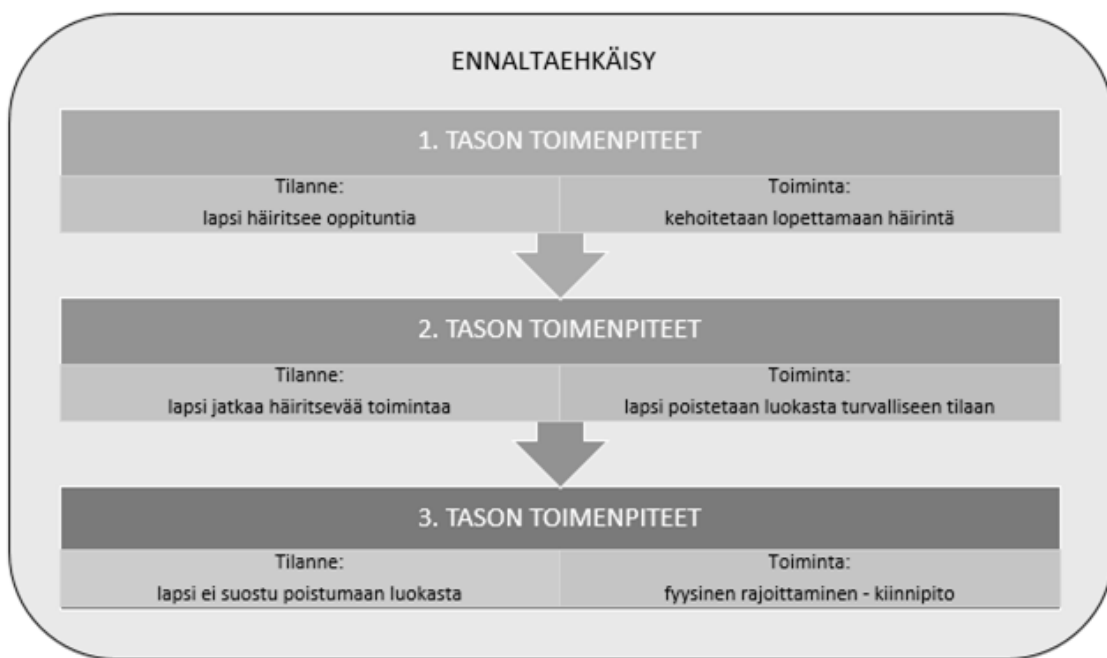 ENNALTAEHKÄISY
1. TASON TOIMENPITEET
Tilanne:
lapsi häiritsee oppituntia
Toiminta:
kehoitetaan lopettamaan häirintä
2. TASON TOIMENPITEET
Tilanne:
lapsi jatkaa häiritsevää toimintaa
Toiminta:
lapsi poistetaan luokasta turvalliseen tilaan
3. TASON TOIMENPITEET
Tilanne:
lapsi ei suostu poistumaan luokasta
Toiminta:
fyysinen rajoittaminen - kiinnipito